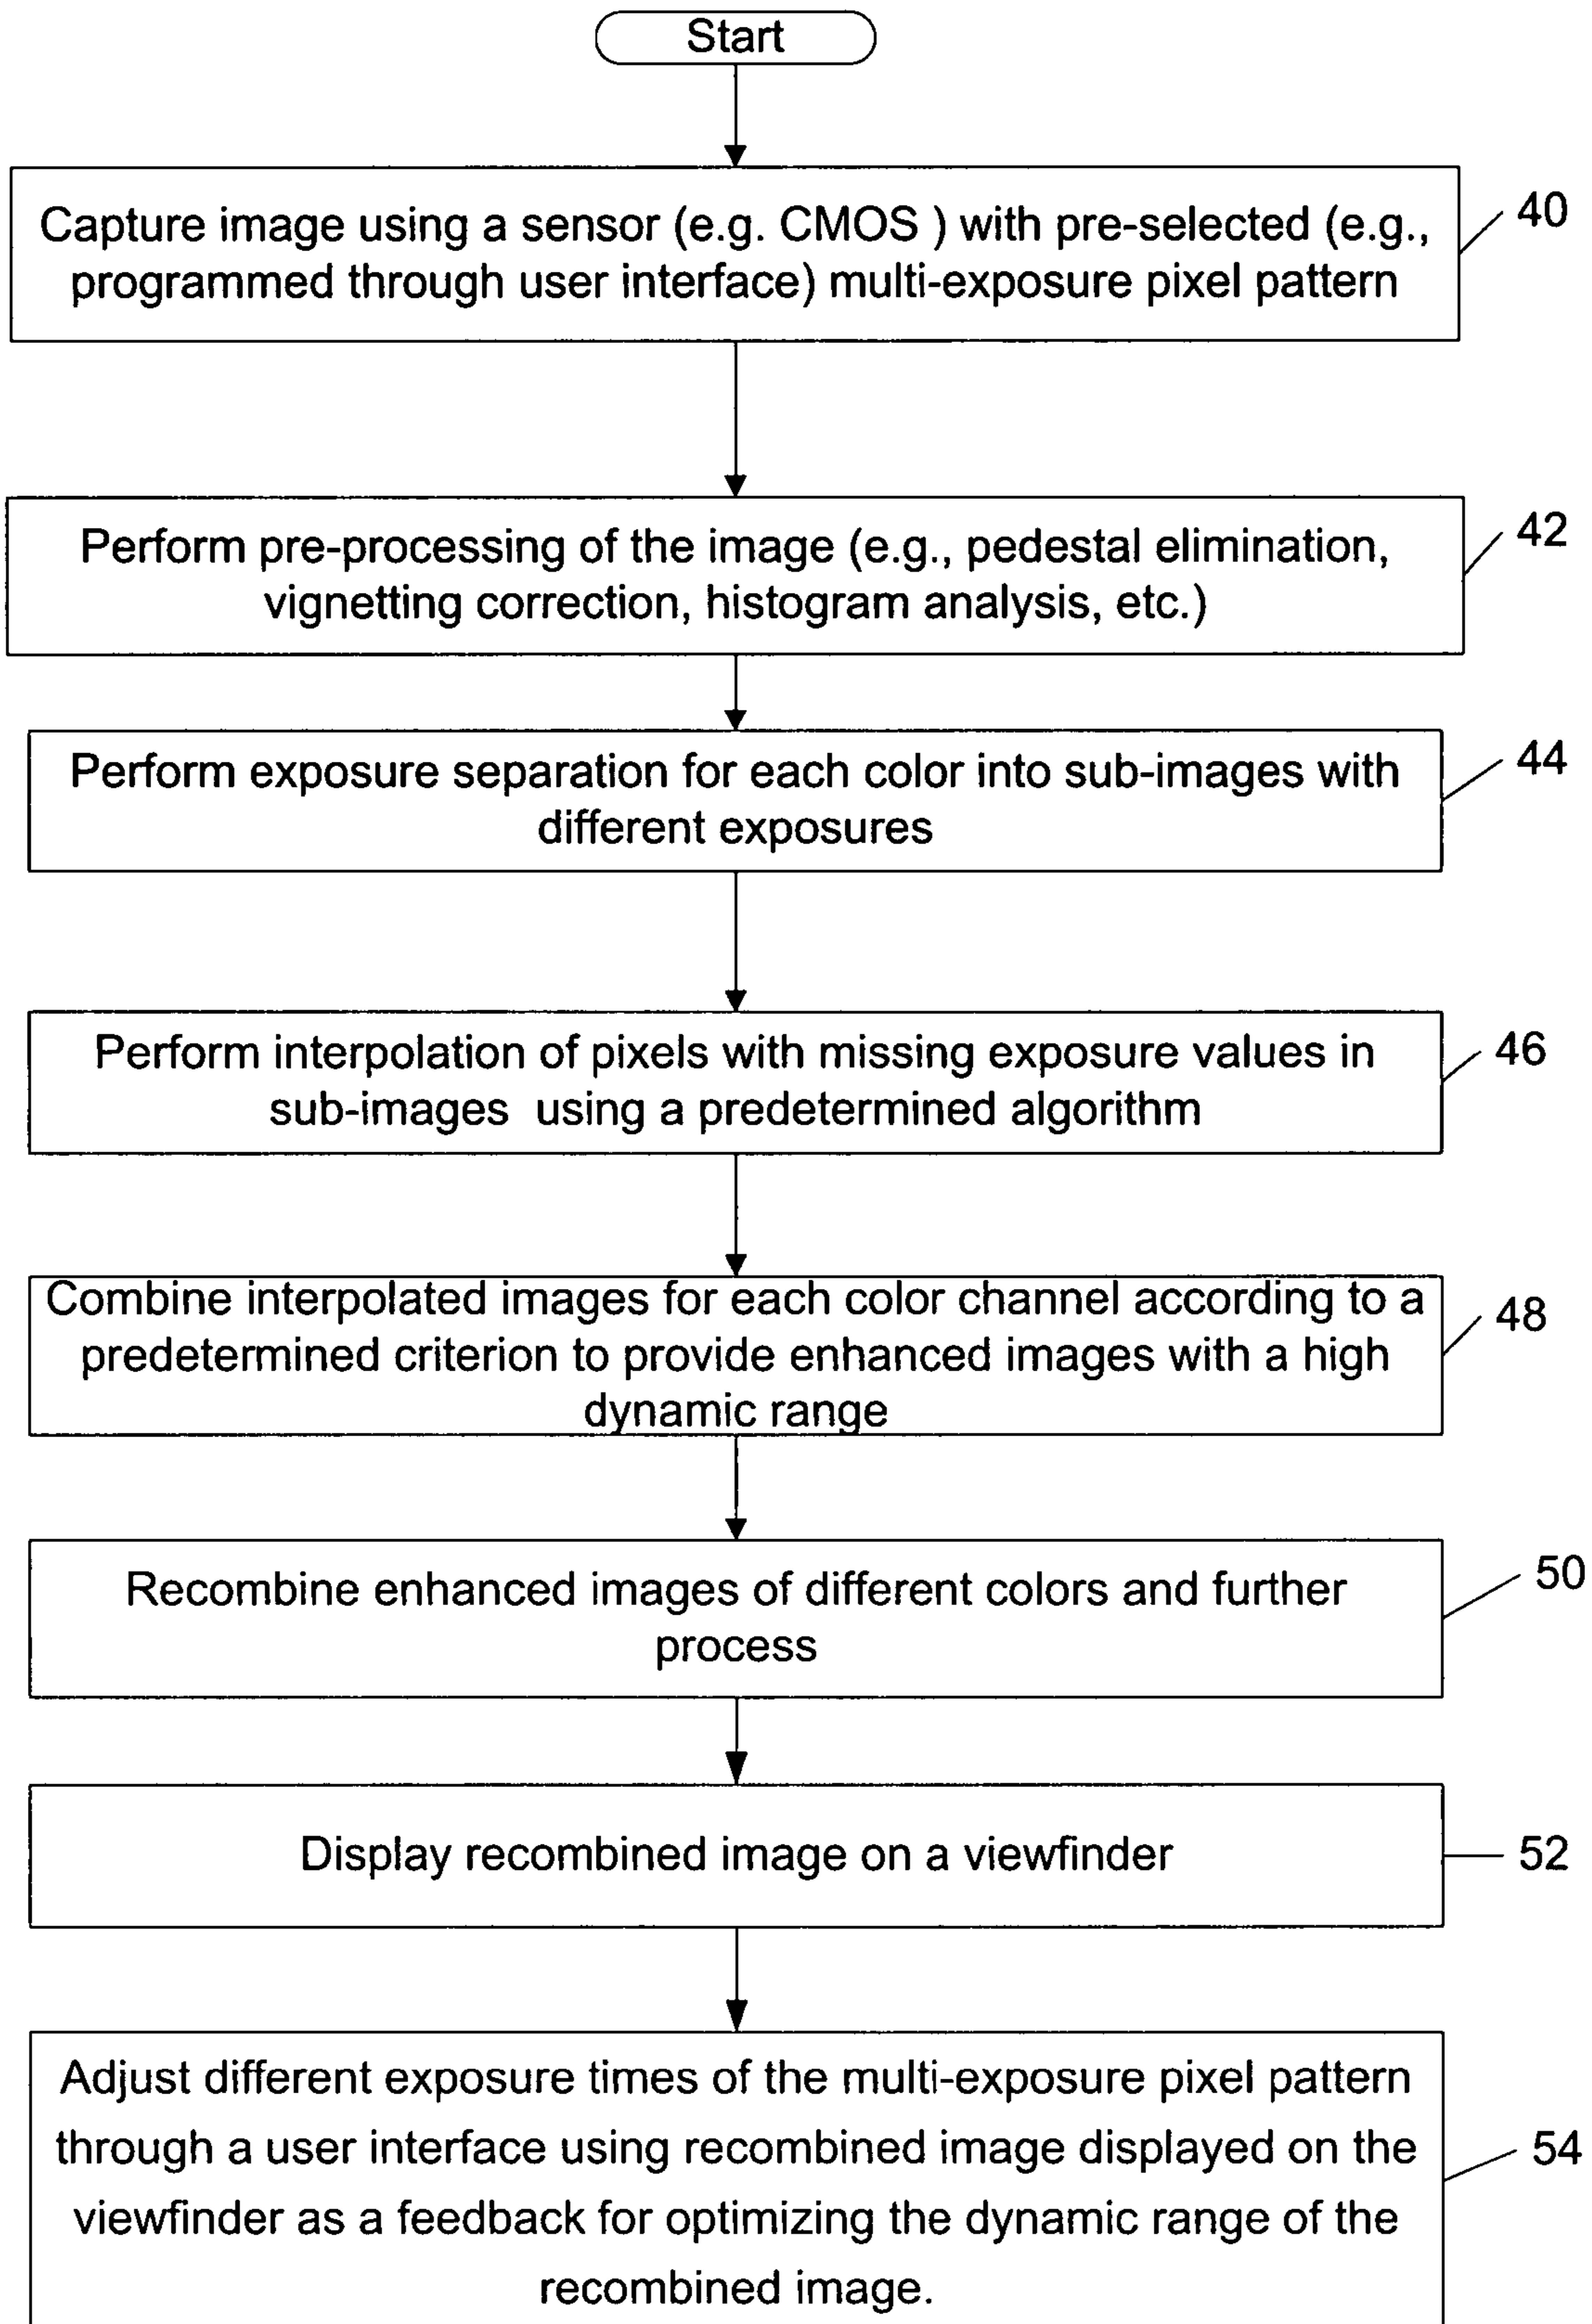 Start
Capture image using a sensor (e.g. CMOS ) with pre-selected (e.g.,
programmed through user interface) multi-exposure pixel pattern
40
Perform pre-processing of the image (e.g., pedestal elimination,
vignetting correction, histogram analysis, etc.)
42
Perform exposure separation for each color into sub-images with
different exposures
44
Perform interpolation of pixels with missing exposure values in
sub-images using a predetermined algorithm
46
Combine interpolated images for each color channel according to a
predetermined criterion to provide enhanced images with a high
dynamic range
48
Recombine enhanced images of different colors and further
process
50
Display recombined image on a viewfinder
52
Adjust different exposure times of the multi-exposure pixel pattern
through a user interface using recombined image displayed on the
viewfinder as a feedback for optimizing the dynamic range of the
recombined image.
54